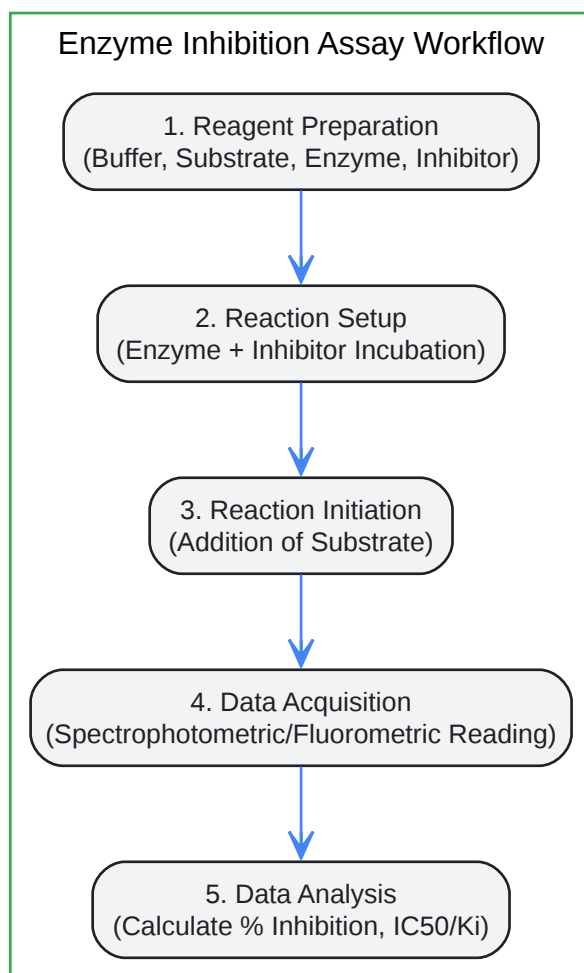 Enzyme Inhibition Assay Workflow
1. Reagent Preparation
(Buffer, Substrate, Enzyme, Inhibitor)
2. Reaction Setup
(Enzyme + Inhibitor Incubation)
3. Reaction Initiation
(Addition of Substrate)
4. Data Acquisition
(Spectrophotometric/Fluorometric Reading)
5. Data Analysis
(Calculate % Inhibition, IC50/Ki)